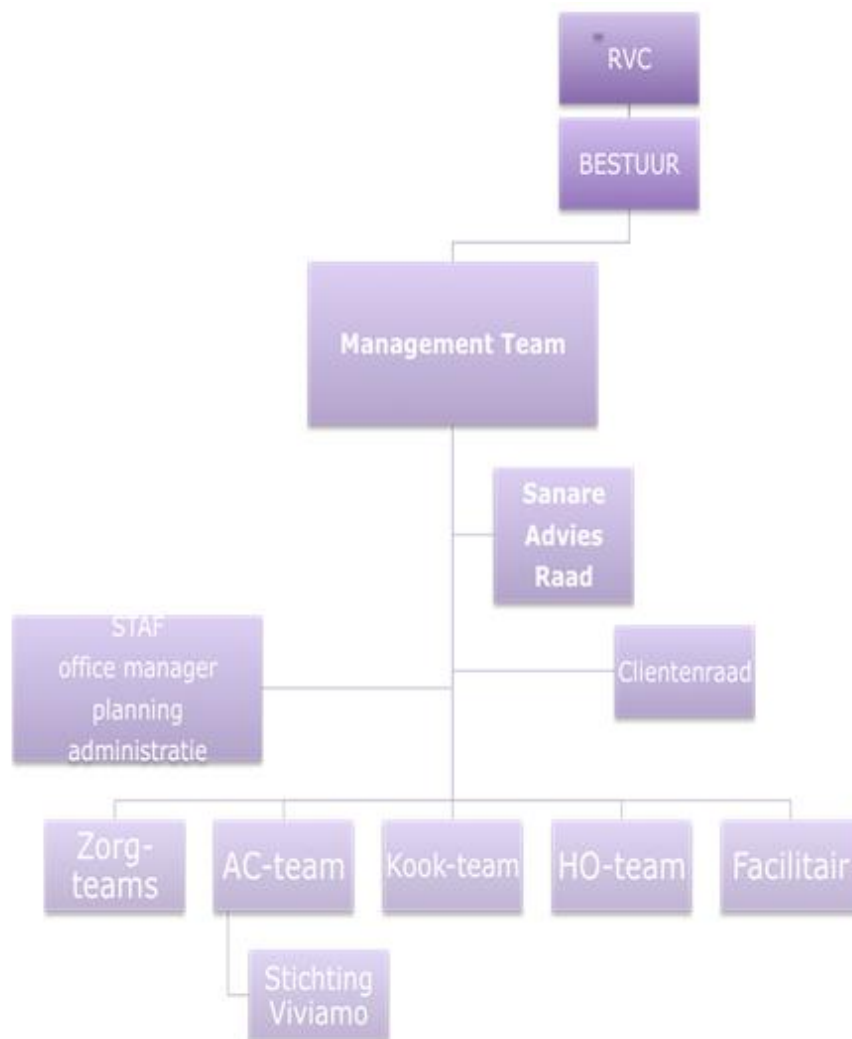 RVC
BESTUUR
Management Team
Sanare
Advies
Raad
STAF
office manager
planning
administratie
Clientenraad
Zorg-
teams
AC-team
Kook-team
HO-team
Facilitair
Stichting
Viviamo